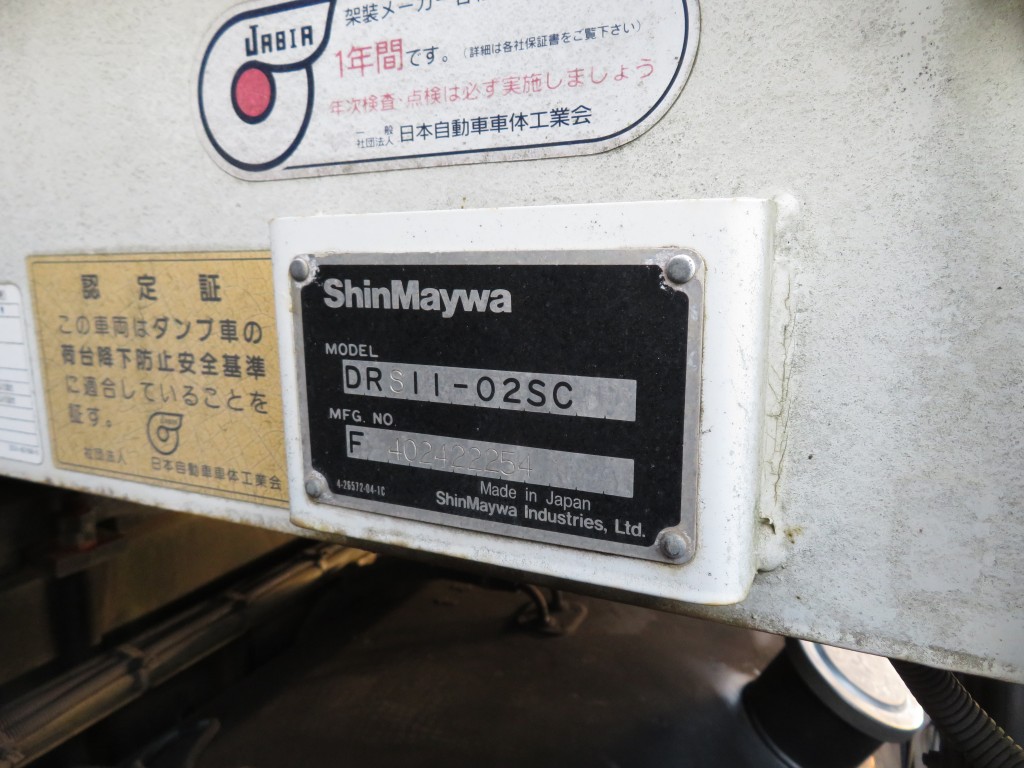 JABIA
架装メーカー
1年間です。(詳細は各社保証書をご覧下さい)
年次検査・点検は必ず実施しましょう
一般社団法人 日本自動車車体工業会
認定証
この車両はダンプ車の
荷台降下防止安全基準
に適合していることを
証す。
社団法人 日本自動車車体工業会
ShinMaywa
MODEL
DRS11-02SC
MFG. NO.
F 402422254
4-26572-04-1C
Made in Japan
ShinMaywa Industries, Ltd.